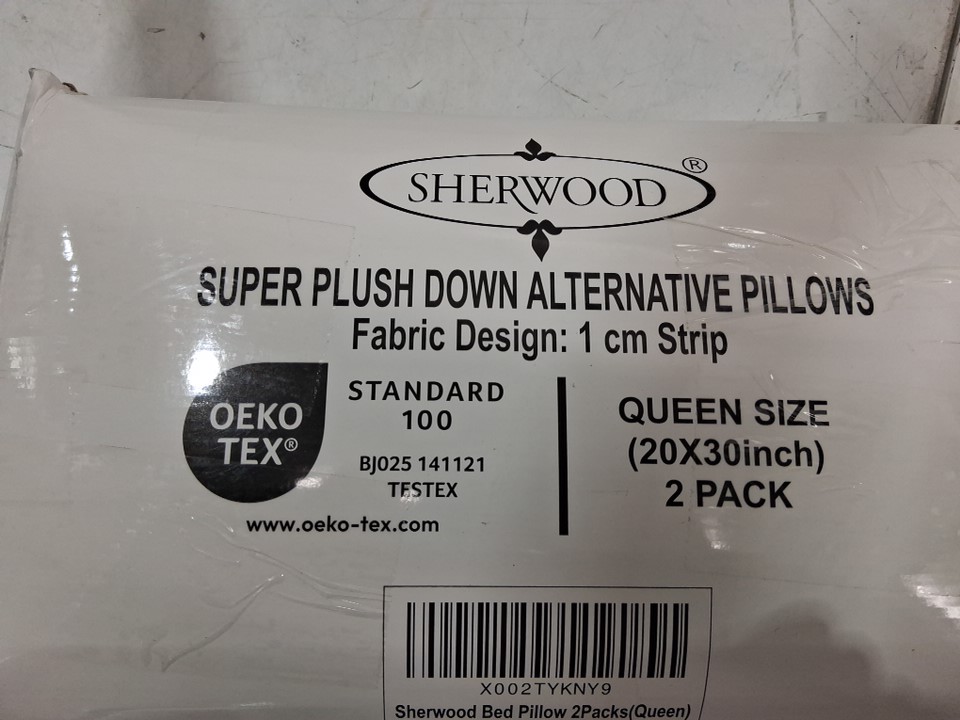 SHERWOOD®
SUPER PLUSH DOWN ALTERNATIVE PILLOWS
Fabric Design: 1 cm Strip
OEKO
TEX®
STANDARD
100
BJ025 141121
TESTEX
www.oeko-tex.com
QUEEN SIZE
(20X30inch)
2 PACK
X002TYKNY9
Sherwood Bed Pillow 2Packs(Queen)